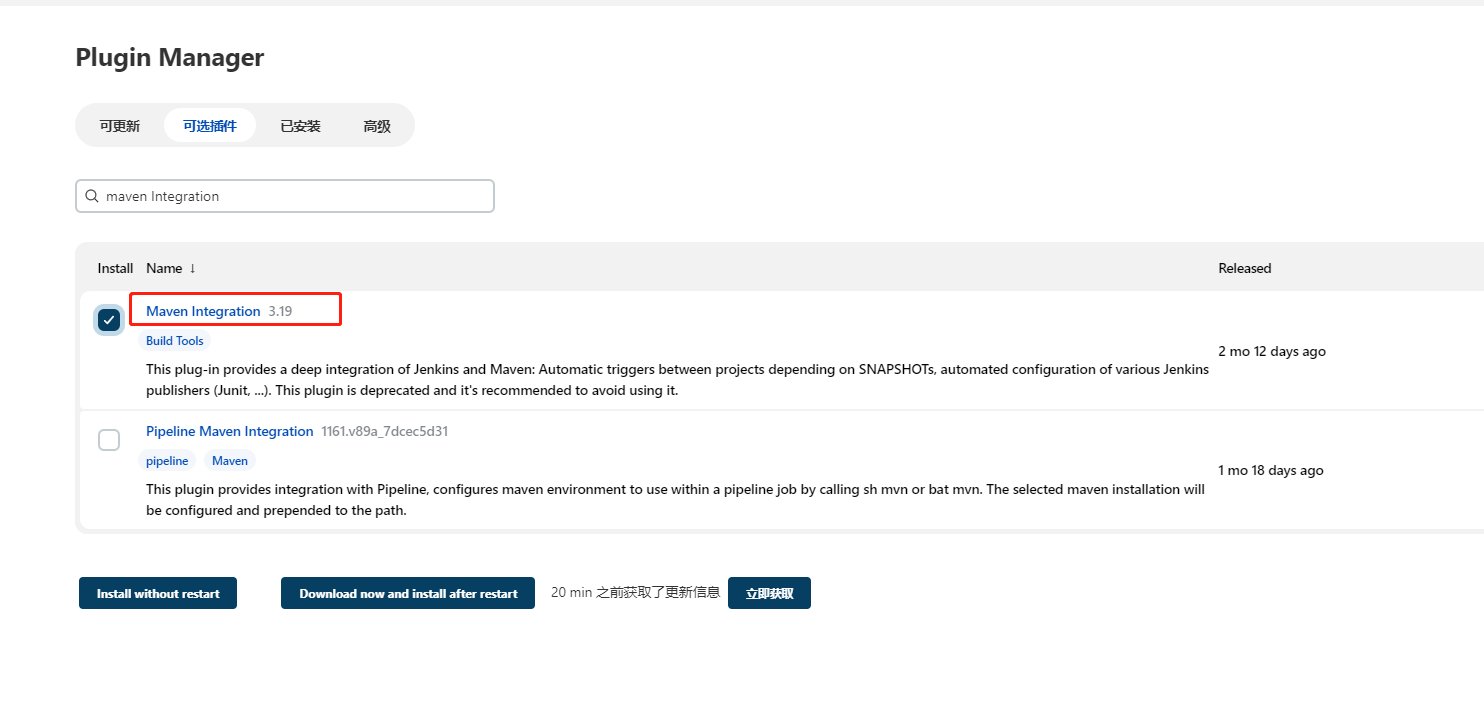 Plugin Manager
可更新 可选插件 已安装 高级
maven Integration
Install Name ↓ Released
Maven Integration 3.19
Build Tools
This plug-in provides a deep integration of Jenkins and Maven: Automatic triggers between projects depending on SNAPSHOTs, automated configuration of various Jenkins
publishers (Junit, ...). This plugin is deprecated and it's recommended to avoid using it.
2 mo 12 days ago
Pipeline Maven Integration 1161.v89a_7dcec5d31
pipeline Maven
This plugin provides integration with Pipeline, configures maven environment to use within a pipeline job by calling sh mvn or bat mvn. The selected maven installation will
be configured and prepended to the path.
1 mo 18 days ago
Install without restart Download now and install after restart 20 min 之前获取了更新信息 立即获取